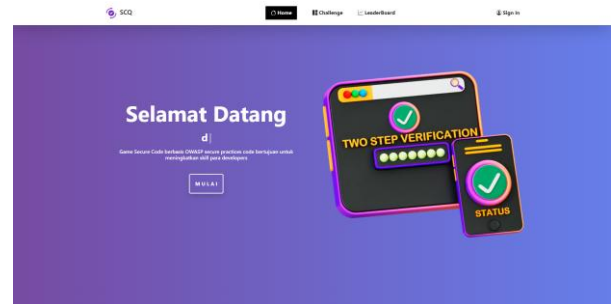 SCQ
Home
Challenge
LeaderBoard
Sign In
Selamat Datang
d|
Game Secure Code berbasis OWASP secure practices code bertujuan untuk
meningkatkan skill para developers
MULAI
TWO STEP VERIFICATION
STATUS